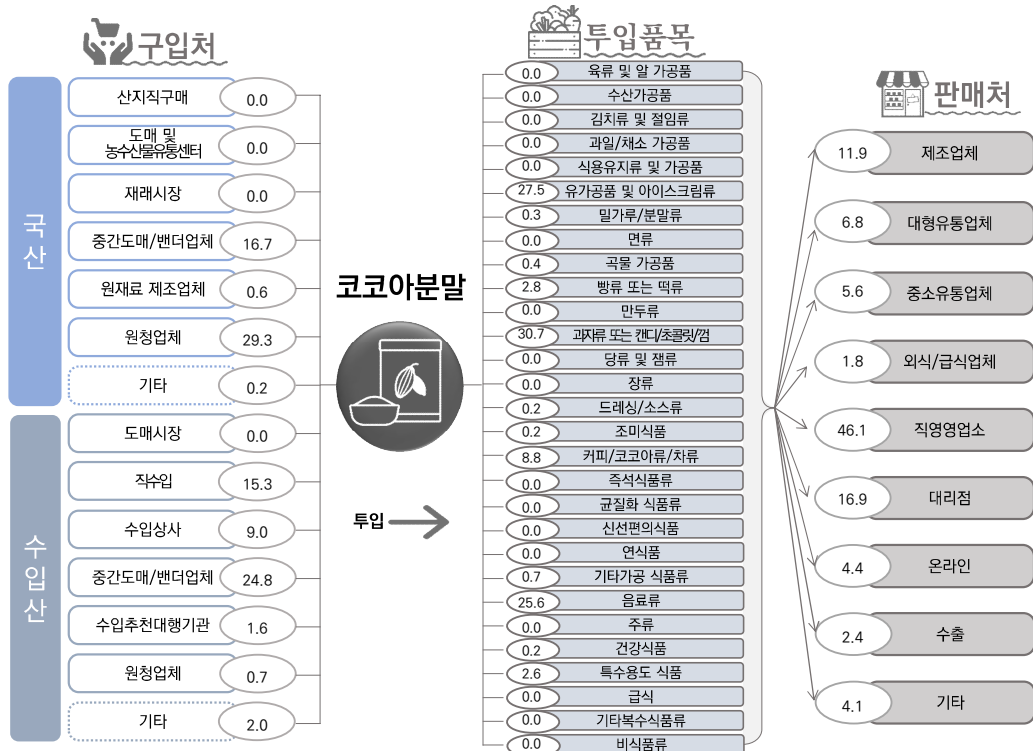 구입처
국산
산지직구매 0.0
도매 및
농수산물유통센터 0.0
재래시장 0.0
중간도매/밴더업체 16.7
원재료 제조업체 0.6
원청업체 29.3
기타 0.2
수입산
도매시장 0.0
직수입 15.3
수입상사 9.0
중간도매/밴더업체 24.8
수입추천대행기관 1.6
원청업체 0.7
기타 2.0
코코아분말
투입
투입품목
0.0 육류 및 알 가공품
0.0 수산가공품
0.0 김치류 및 절임류
0.0 과일/채소 가공품
0.0 식용유지류 및 가공품
27.5 유가공품 및 아이스크림류
0.3 밀가루/분말류
0.0 면류
0.4 곡물 가공품
2.8 빵류 또는 떡류
0.0 만두류
30.7 과자류 또는 캔디/초콜릿/껌
0.0 당류 및 잼류
0.0 장류
0.2 드레싱/소스류
0.2 조미식품
8.8 커피/코코아류/차류
0.0 즉석식품류
0.0 균질화 식품류
0.0 신선편의식품
0.0 연식품
0.7 기타가공 식품류
25.6 음료류
0.0 주류
0.2 건강식품
2.6 특수용도 식품
0.0 급식
0.0 기타복수식품류
0.0 비식품류
판매처
11.9 제조업체
6.8 대형유통업체
5.6 중소유통업체
1.8 외식/급식업체
46.1 직영영업소
16.9 대리점
4.4 온라인
2.4 수출
4.1 기타